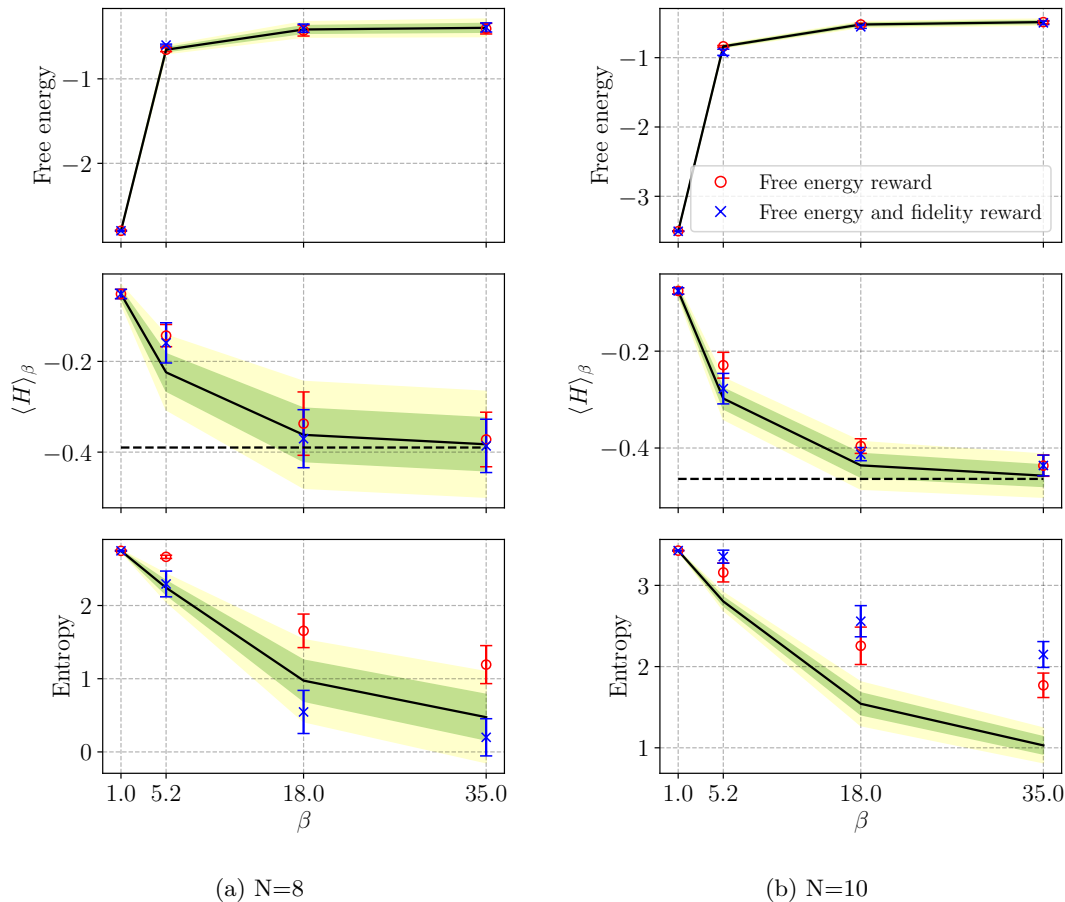 Free energy
−1
−2
⟨H⟩β
−0.2
−0.4
Entropy
2
1
0
1.0 5.2 18.0 35.0
β
(a) N=8
Free energy
−1
−2
−3
Free energy reward
Free energy and fidelity reward
⟨H⟩β
−0.2
−0.4
Entropy
3
2
1
1.0 5.2 18.0 35.0
β
(b) N=10